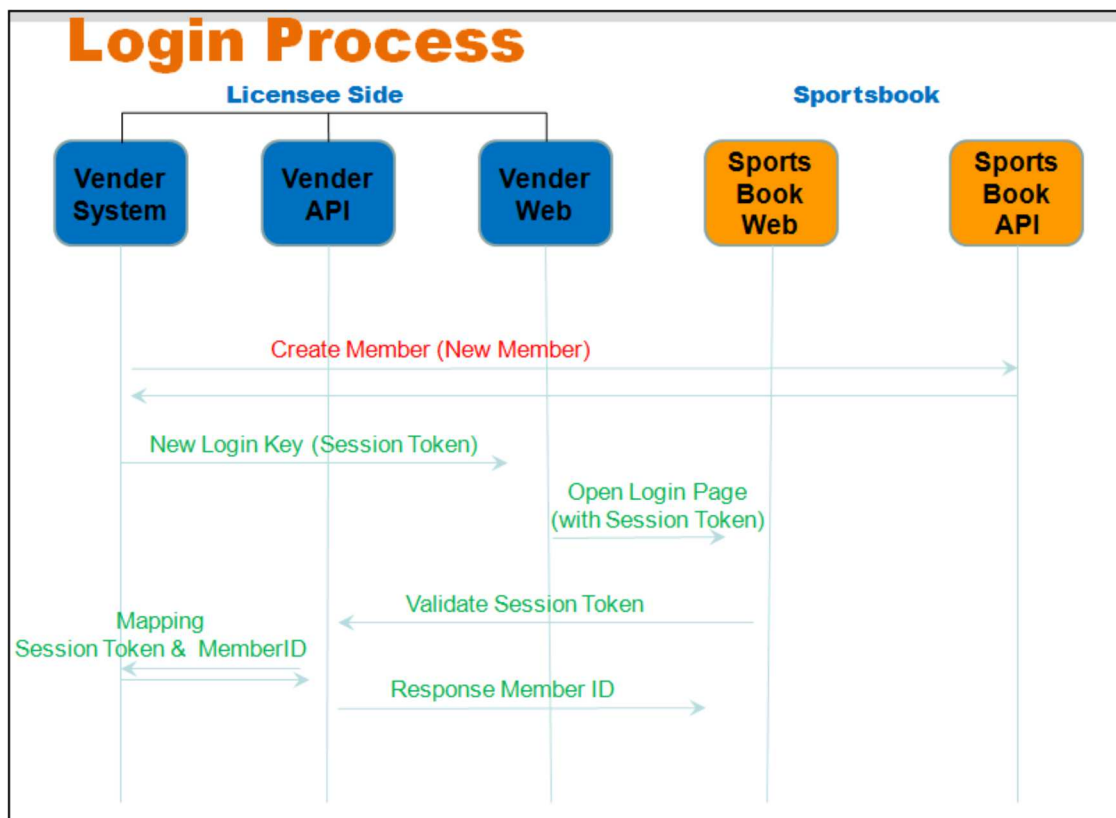 Login Process
Licensee Side
Sportsbook
Vender
System
Vender
API
Vender
Web
Sports
Book
Web
Sports
Book
API
Create Member (New Member)
New Login Key (Session Token)
Open Login Page
(with Session Token)
Validate Session Token
Mapping
Session Token & MemberID
Response Member ID